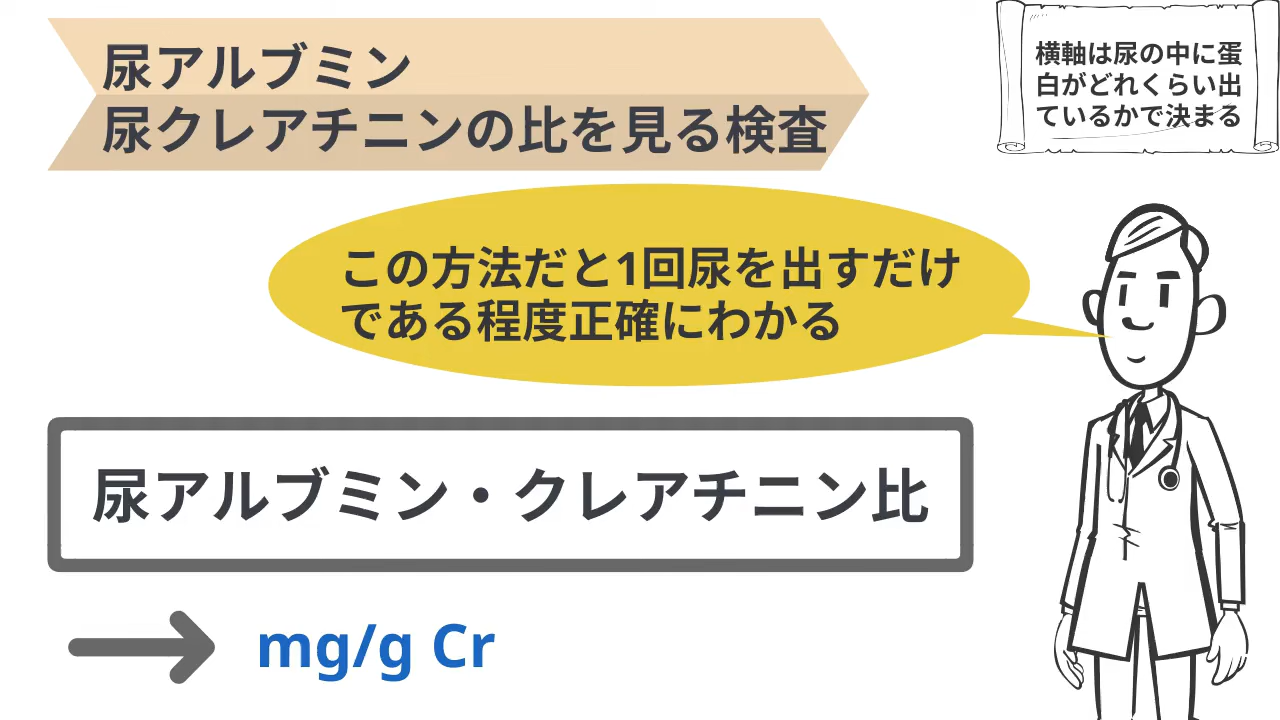 尿アルブミン
尿クレアチニンの比を見る検査
横軸は尿の中に蛋
白がどれくらい出
ているかで決まる
この方法だと1回尿を出すだけ
である程度正確にわかる
尿アルブミン・クレアチニン比
mg/g Cr